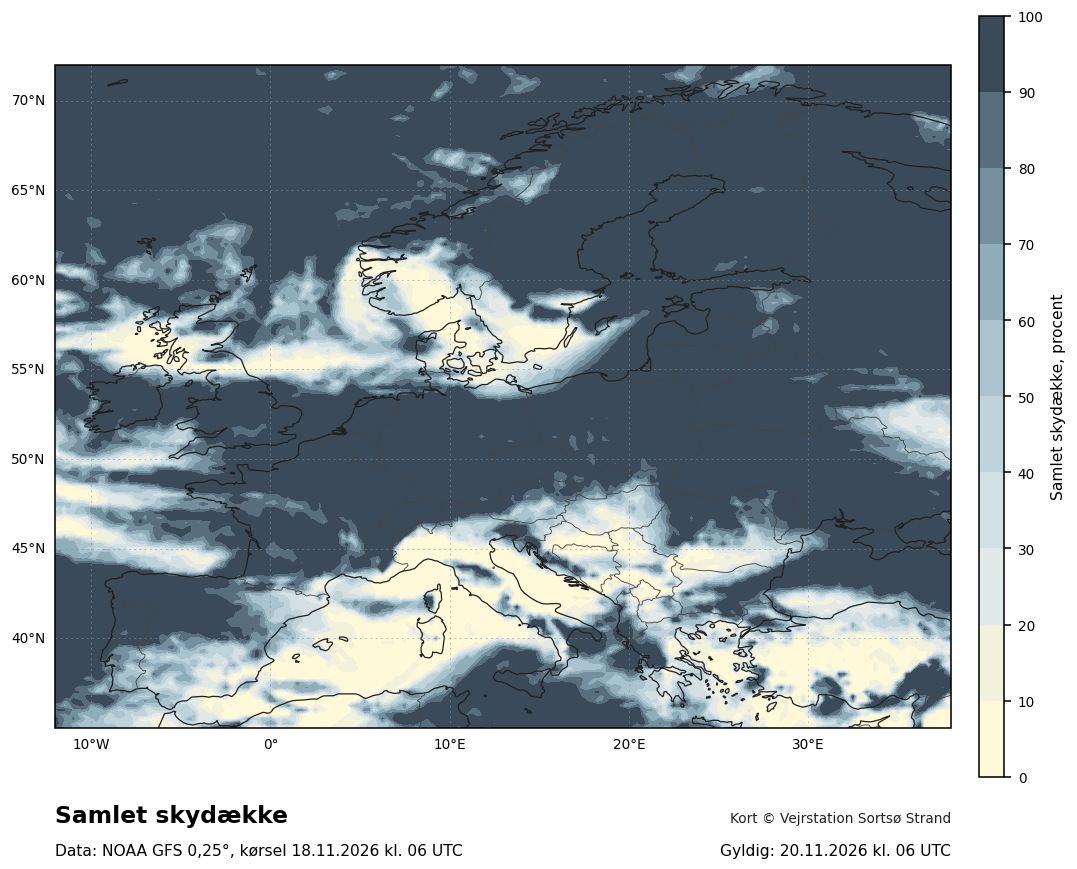 70°N
65°N
60°N
55°N
50°N
45°N
40°N
10°W 0° 10°E 20°E 30°E
100
90
80
70
60
50
40
30
20
10
0
Samlet skydække, procent
Samlet skydække
Kort © Vejrstation Sortsø Strand
Data: NOAA GFS 0,25°, kørsel 18.11.2026 kl. 06 UTC
Gyldig: 20.11.2026 kl. 06 UTC